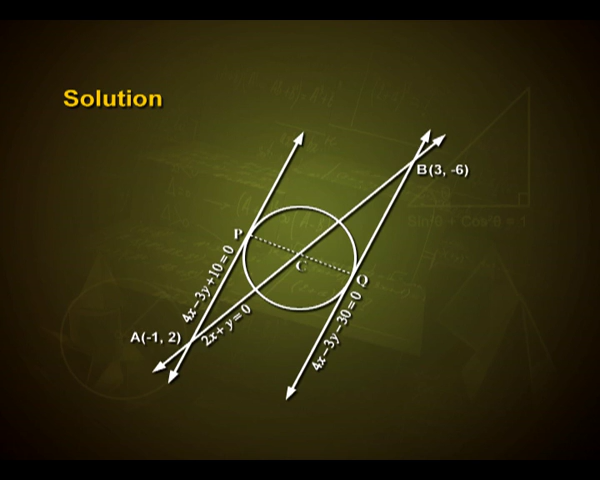 Solution
B(3, -6)
P
C
Q
4x-3y+10=0
A(-1, 2)
2x+y=0
4x-3y-30=0
Sin²θ + Cos²θ = 1